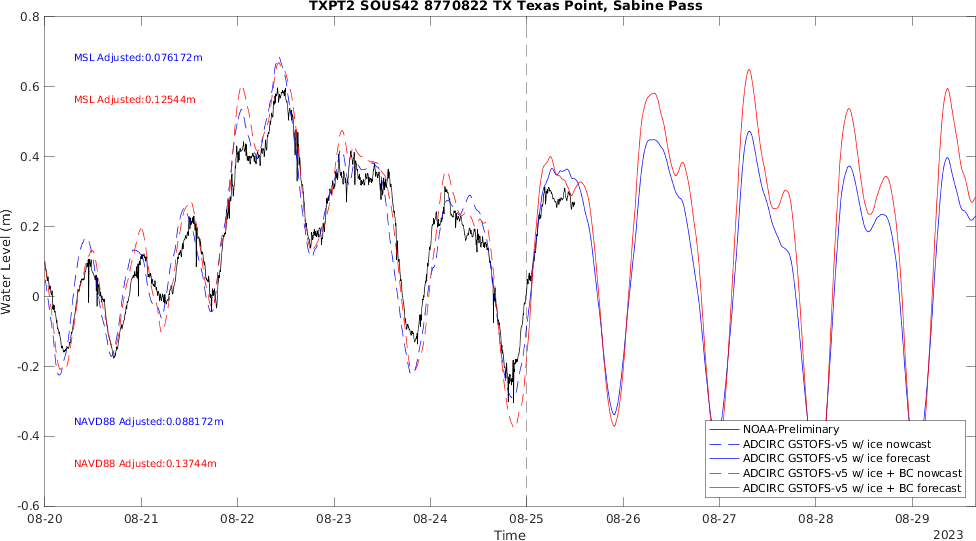 TXPT2 SOUS42 8770822 TX Texas Point, Sabine Pass
0.8
0.6
0.4
0.2
0
-0.2
-0.4
-0.6
Water Level (m)
MSL Adjusted:0.076172m
MSL Adjusted:0.12544m
NAVD88 Adjusted:0.088172m
NAVD88 Adjusted:0.13744m
NOAA-Preliminary
ADCIRC GSTOFS-v5 w/ ice nowcast
ADCIRC GSTOFS-v5 w/ ice forecast
ADCIRC GSTOFS-v5 w/ ice + BC nowcast
ADCIRC GSTOFS-v5 w/ ice + BC forecast
08-20 08-21 08-22 08-23 08-24 08-25 08-26 08-27 08-28 08-29
Time
2023